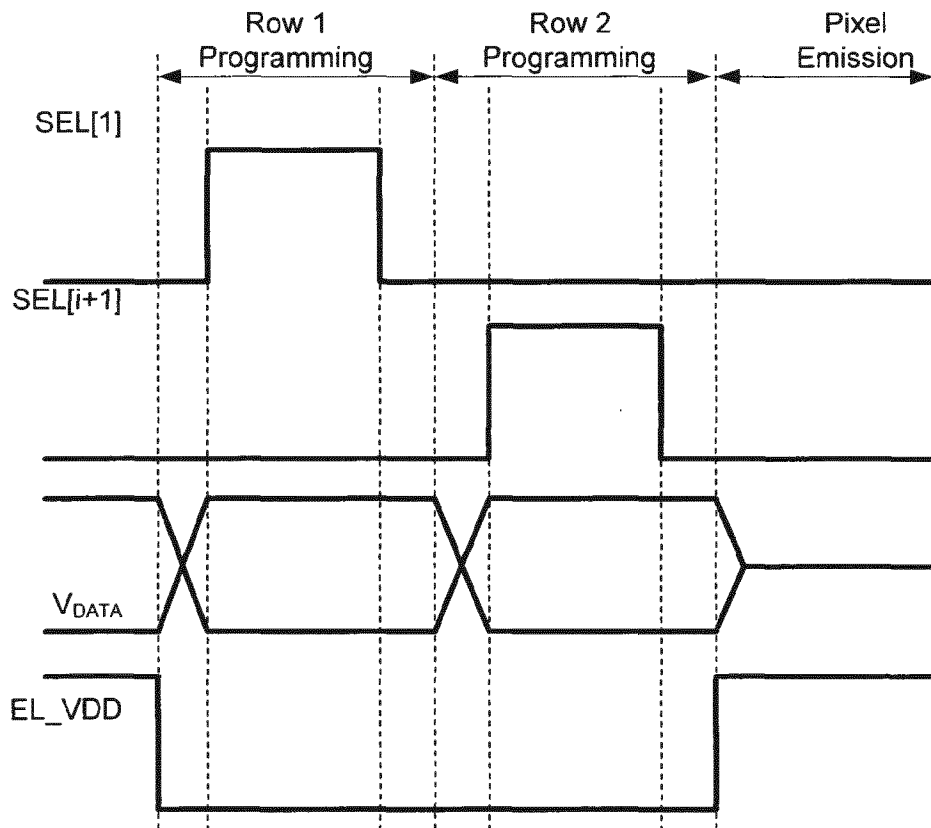 Row 1
Programming
Row 2
Programming
Pixel
Emission
SEL[1]
SEL[i+1]
VDATA
EL_VDD